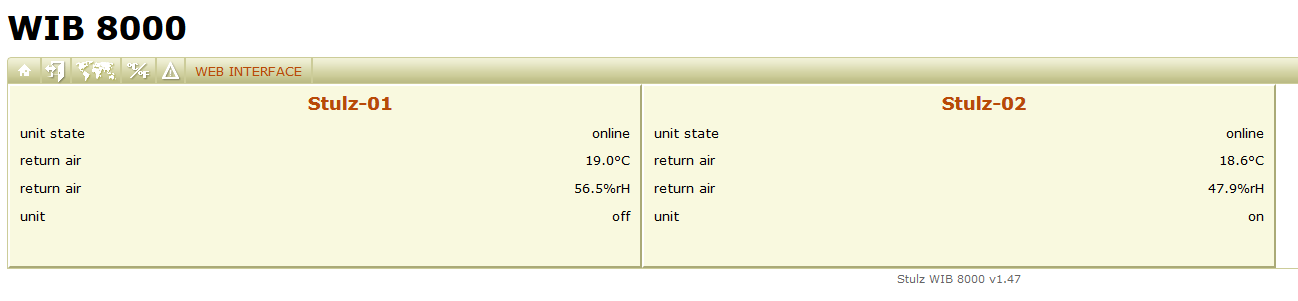 WIB 8000
°C/°F WEB INTERFACE
Stulz-01
unit state online
return air 19.0°C
return air 56.5%rH
unit off
Stulz-02
unit state online
return air 18.6°C
return air 47.9%rH
unit on
Stulz WIB 8000 v1.47